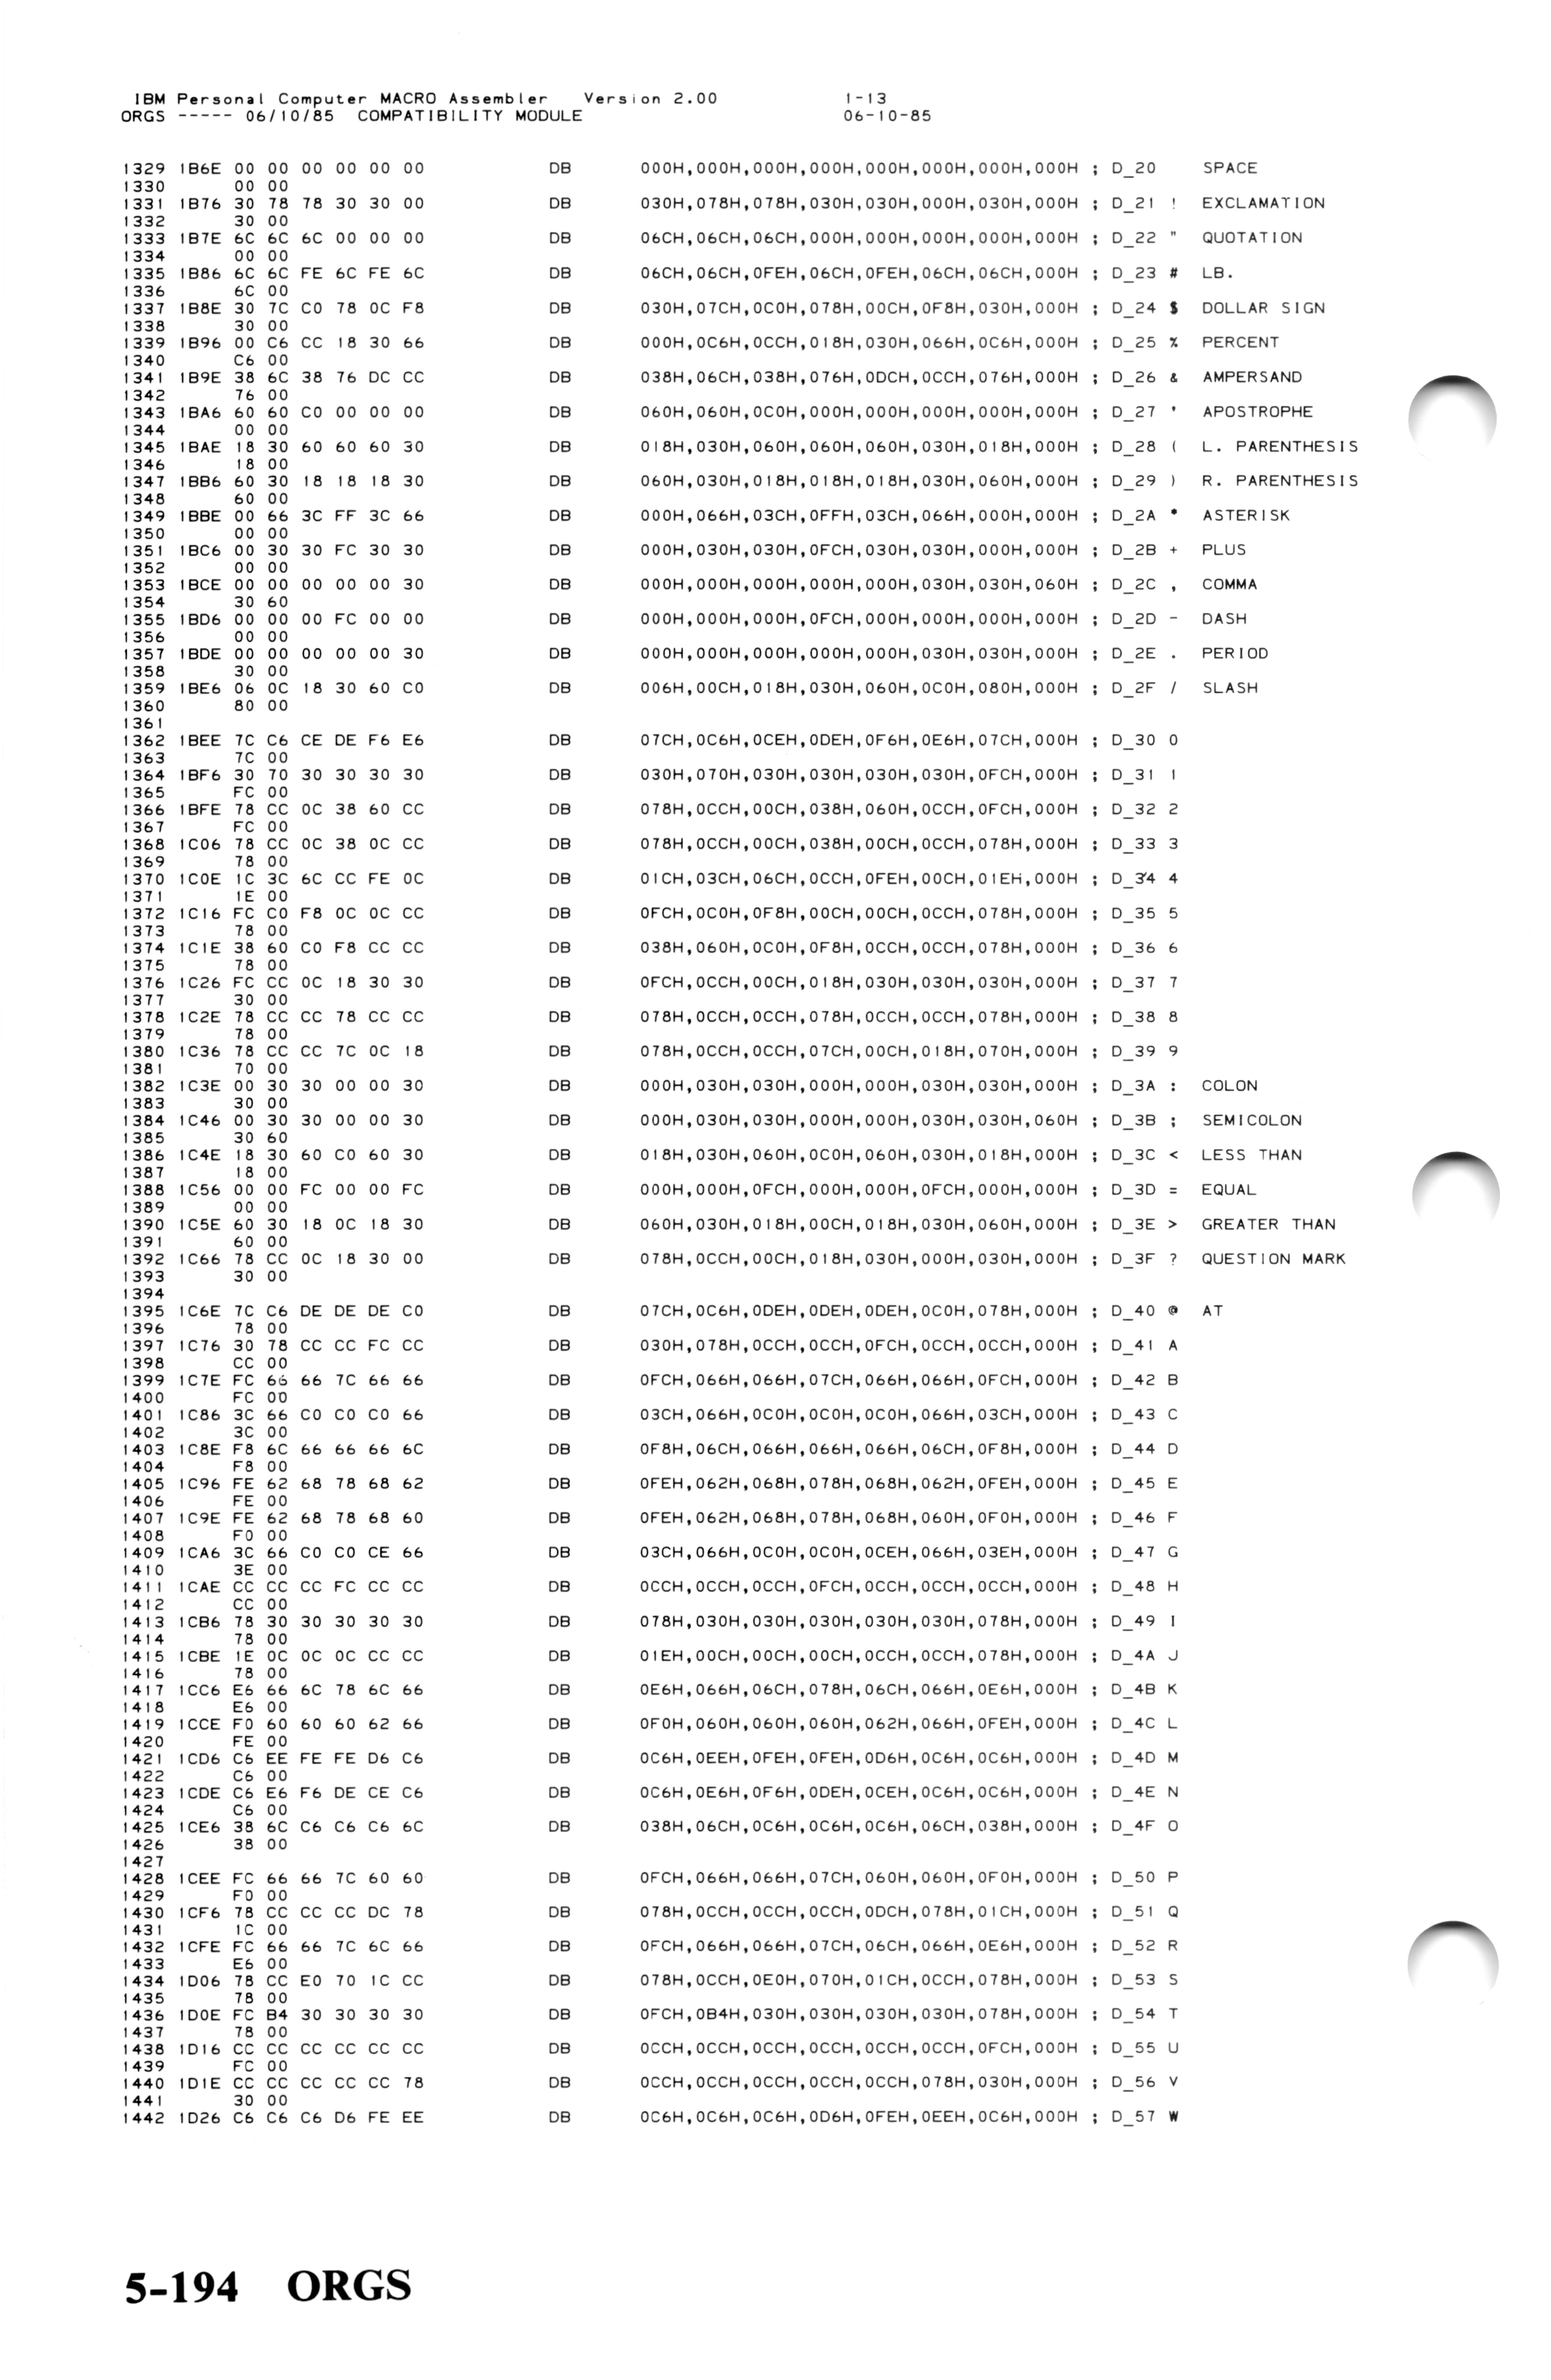 IBM Personal Computer MACRO Assembler Version 2.00 1-13
ORGS ----- 06/10/85 COMPATIBILITY MODULE 06-10-85
1329 1B6E 00 00 00 00 00 00 DB 000H,000H,000H,000H,000H,000H,000H,000H ; D_20 SPACE
1330 00 00
1331 1B76 30 78 78 30 30 00 DB 030H,078H,078H,030H,030H,000H,030H,000H ; D_21 ! EXCLAMATION
1332 30 00
1333 1B7E 6C 6C 6C 00 00 00 DB 06CH,06CH,06CH,000H,000H,000H,000H,000H ; D_22 " QUOTATION
1334 00 00
1335 1B86 6C 6C FE 6C FE 6C DB 06CH,06CH,0FEH,06CH,0FEH,06CH,06CH,000H ; D_23 # LB.
1336 6C 00
1337 1B8E 30 7C C0 78 0C F8 DB 030H,07CH,0C0H,078H,00CH,0F8H,030H,000H ; D_24 $ DOLLAR SIGN
1338 30 00
1339 1B96 00 C6 CC 18 30 66 DB 000H,0C6H,0CCH,018H,030H,066H,0C6H,000H ; D_25 % PERCENT
1340 C6 00
1341 1B9E 38 6C 38 76 DC CC DB 038H,06CH,038H,076H,0DCH,0CCH,076H,000H ; D_26 & AMPERSAND
1342 76 00
1343 1BA6 60 60 C0 00 00 00 DB 060H,060H,0C0H,000H,000H,000H,000H,000H ; D_27 ' APOSTROPHE
1344 00 00
1345 1BAE 18 30 60 60 60 30 DB 018H,030H,060H,060H,060H,030H,018H,000H ; D_28 ( L. PARENTHESIS
1346 18 00
1347 1BB6 60 30 18 18 18 30 DB 060H,030H,018H,018H,018H,030H,060H,000H ; D_29 ) R. PARENTHESIS
1348 60 00
1349 1BBE 00 66 3C FF 3C 66 DB 000H,066H,03CH,0FFH,03CH,066H,000H,000H ; D_2A * ASTERISK
1350 00 00
1351 1BC6 00 30 30 FC 30 30 DB 000H,030H,030H,0FCH,030H,030H,000H,000H ; D_2B + PLUS
1352 00 00
1353 1BCE 00 00 00 00 00 30 DB 000H,000H,000H,000H,000H,030H,030H,060H ; D_2C , COMMA
1354 30 60
1355 1BD6 00 00 00 FC 00 00 DB 000H,000H,000H,0FCH,000H,000H,000H,000H ; D_2D - DASH
1356 00 00
1357 1BDE 00 00 00 00 00 30 DB 000H,000H,000H,000H,000H,030H,030H,000H ; D_2E . PERIOD
1358 30 00
1359 1BE6 06 0C 18 30 60 C0 DB 006H,00CH,018H,030H,060H,0C0H,080H,000H ; D_2F / SLASH
1360 80 00
1361
1362 1BEE 7C C6 CE DE F6 E6 DB 07CH,0C6H,0CEH,0DEH,0F6H,0E6H,07CH,000H ; D_30 0
1363 7C 00
1364 1BF6 30 70 30 30 30 30 DB 030H,070H,030H,030H,030H,030H,0FCH,000H ; D_31 1
1365 FC 00
1366 1BFE 78 CC 0C 38 60 CC DB 078H,0CCH,00CH,038H,060H,0CCH,0FCH,000H ; D_32 2
1367 FC 00
1368 1C06 78 CC 0C 38 0C CC DB 078H,0CCH,00CH,038H,00CH,0CCH,078H,000H ; D_33 3
1369 78 00
1370 1C0E 1C 3C 6C CC FE 0C DB 01CH,03CH,06CH,0CCH,0FEH,00CH,01EH,000H ; D_34 4
1371 1E 00
1372 1C16 FC C0 F8 0C 0C CC DB 0FCH,0C0H,0F8H,00CH,00CH,0CCH,078H,000H ; D_35 5
1373 78 00
1374 1C1E 38 60 C0 F8 CC CC DB 038H,060H,0C0H,0F8H,0CCH,0CCH,078H,000H ; D_36 6
1375 78 00
1376 1C26 FC CC 0C 18 30 30 DB 0FCH,0CCH,00CH,018H,030H,030H,030H,000H ; D_37 7
1377 30 00
1378 1C2E 78 CC CC 78 CC CC DB 078H,0CCH,0CCH,078H,0CCH,0CCH,078H,000H ; D_38 8
1379 78 00
1380 1C36 78 CC CC 7C 0C 18 DB 078H,0CCH,0CCH,07CH,00CH,018H,070H,000H ; D_39 9
1381 70 00
1382 1C3E 00 30 30 00 00 30 DB 000H,030H,030H,000H,000H,030H,030H,000H ; D_3A : COLON
1383 30 00
1384 1C46 00 30 30 00 00 30 DB 000H,030H,030H,000H,000H,030H,030H,060H ; D_3B ; SEMICOLON
1385 30 60
1386 1C4E 18 30 60 C0 60 30 DB 018H,030H,060H,0C0H,060H,030H,018H,000H ; D_3C < LESS THAN
1387 18 00
1388 1C56 00 00 FC 00 00 FC DB 000H,000H,0FCH,000H,000H,0FCH,000H,000H ; D_3D = EQUAL
1389 00 00
1390 1C5E 60 30 18 0C 18 30 DB 060H,030H,018H,00CH,018H,030H,060H,000H ; D_3E > GREATER THAN
1391 60 00
1392 1C66 78 CC 0C 18 30 00 DB 078H,0CCH,00CH,018H,030H,000H,030H,000H ; D_3F ? QUESTION MARK
1393 30 00
1394
1395 1C6E 7C C6 DE DE DE C0 DB 07CH,0C6H,0DEH,0DEH,0DEH,0C0H,078H,000H ; D_40 @ AT
1396 78 00
1397 1C76 30 78 CC CC FC CC DB 030H,078H,0CCH,0CCH,0FCH,0CCH,0CCH,000H ; D_41 A
1398 CC 00
1399 1C7E FC 66 66 7C 66 66 DB 0FCH,066H,066H,07CH,066H,066H,0FCH,000H ; D_42 B
1400 FC 00
1401 1C86 3C 66 C0 C0 C0 66 DB 03CH,066H,0C0H,0C0H,0C0H,066H,03CH,000H ; D_43 C
1402 3C 00
1403 1C8E F8 6C 66 66 66 6C DB 0F8H,06CH,066H,066H,066H,06CH,0F8H,000H ; D_44 D
1404 F8 00
1405 1C96 FE 62 68 78 68 62 DB 0FEH,062H,068H,078H,068H,062H,0FEH,000H ; D_45 E
1406 FE 00
1407 1C9E FE 62 68 78 68 60 DB 0FEH,062H,068H,078H,068H,060H,0F0H,000H ; D_46 F
1408 F0 00
1409 1CA6 3C 66 C0 C0 CE 66 DB 03CH,066H,0C0H,0C0H,0CEH,066H,03EH,000H ; D_47 G
1410 3E 00
1411 1CAE CC CC CC FC CC CC DB 0CCH,0CCH,0CCH,0FCH,0CCH,0CCH,0CCH,000H ; D_48 H
1412 CC 00
1413 1CB6 78 30 30 30 30 30 DB 078H,030H,030H,030H,030H,030H,078H,000H ; D_49 I
1414 78 00
1415 1CBE 1E 0C 0C 0C CC CC DB 01EH,00CH,00CH,00CH,0CCH,0CCH,078H,000H ; D_4A J
1416 78 00
1417 1CC6 E6 66 6C 78 6C 66 DB 0E6H,066H,06CH,078H,06CH,066H,0E6H,000H ; D_4B K
1418 E6 00
1419 1CCE F0 60 60 60 62 66 DB 0F0H,060H,060H,060H,062H,066H,0FEH,000H ; D_4C L
1420 FE 00
1421 1CD6 C6 EE FE FE D6 C6 DB 0C6H,0EEH,0FEH,0FEH,0D6H,0C6H,0C6H,000H ; D_4D M
1422 C6 00
1423 1CDE C6 E6 F6 DE CE C6 DB 0C6H,0E6H,0F6H,0DEH,0CEH,0C6H,0C6H,000H ; D_4E N
1424 C6 00
1425 1CE6 38 6C C6 C6 C6 6C DB 038H,06CH,0C6H,0C6H,0C6H,06CH,038H,000H ; D_4F O
1426 38 00
1427
1428 1CEE FC 66 66 7C 60 60 DB 0FCH,066H,066H,07CH,060H,060H,0F0H,000H ; D_50 P
1429 F0 00
1430 1CF6 78 CC CC CC DC 78 DB 078H,0CCH,0CCH,0CCH,0DCH,078H,01CH,000H ; D_51 Q
1431 1C 00
1432 1CFE FC 66 66 7C 6C 66 DB 0FCH,066H,066H,07CH,06CH,066H,0E6H,000H ; D_52 R
1433 E6 00
1434 1D06 78 CC E0 70 1C CC DB 078H,0CCH,0E0H,070H,01CH,0CCH,078H,000H ; D_53 S
1435 78 00
1436 1D0E FC B4 30 30 30 30 DB 0FCH,0B4H,030H,030H,030H,030H,078H,000H ; D_54 T
1437 78 00
1438 1D16 CC CC CC CC CC CC DB 0CCH,0CCH,0CCH,0CCH,0CCH,0CCH,0FCH,000H ; D_55 U
1439 FC 00
1440 1D1E CC CC CC CC CC 78 DB 0CCH,0CCH,0CCH,0CCH,0CCH,078H,030H,000H ; D_56 V
1441 30 00
1442 1D26 C6 C6 C6 D6 FE EE DB 0C6H,0C6H,0C6H,0D6H,0FEH,0EEH,0C6H,000H ; D_57 W
5-194 ORGS